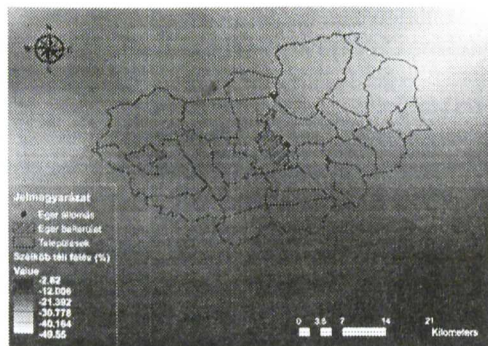 N
Jelmagyarázat
Eger állomás
Eger belterület
Települések
Szélköb téli félév (%)
Value
-2.62
-12.006
-21.392
-30.778
-40.164
-49.55
0 3.5 7 14 21
Kilometers